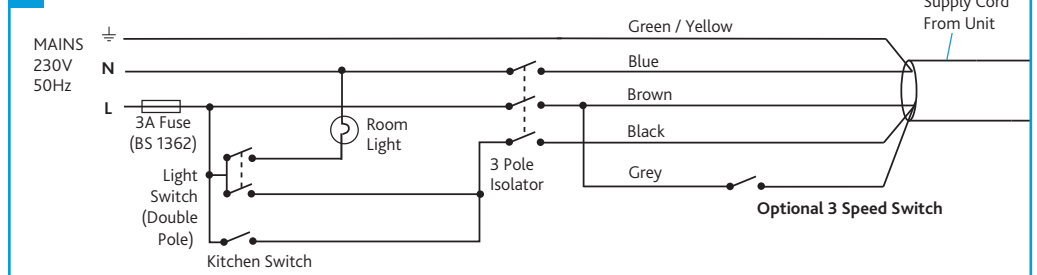 Supply Cord
From Unit
Green / Yellow
MAINS
230V
50Hz
N
Blue
L
Brown
3A Fuse
(BS 1362)
Room
Light
Black
3 Pole
Isolator
Light
Switch
(Double
Pole)
Grey
Optional 3 Speed Switch
Kitchen Switch